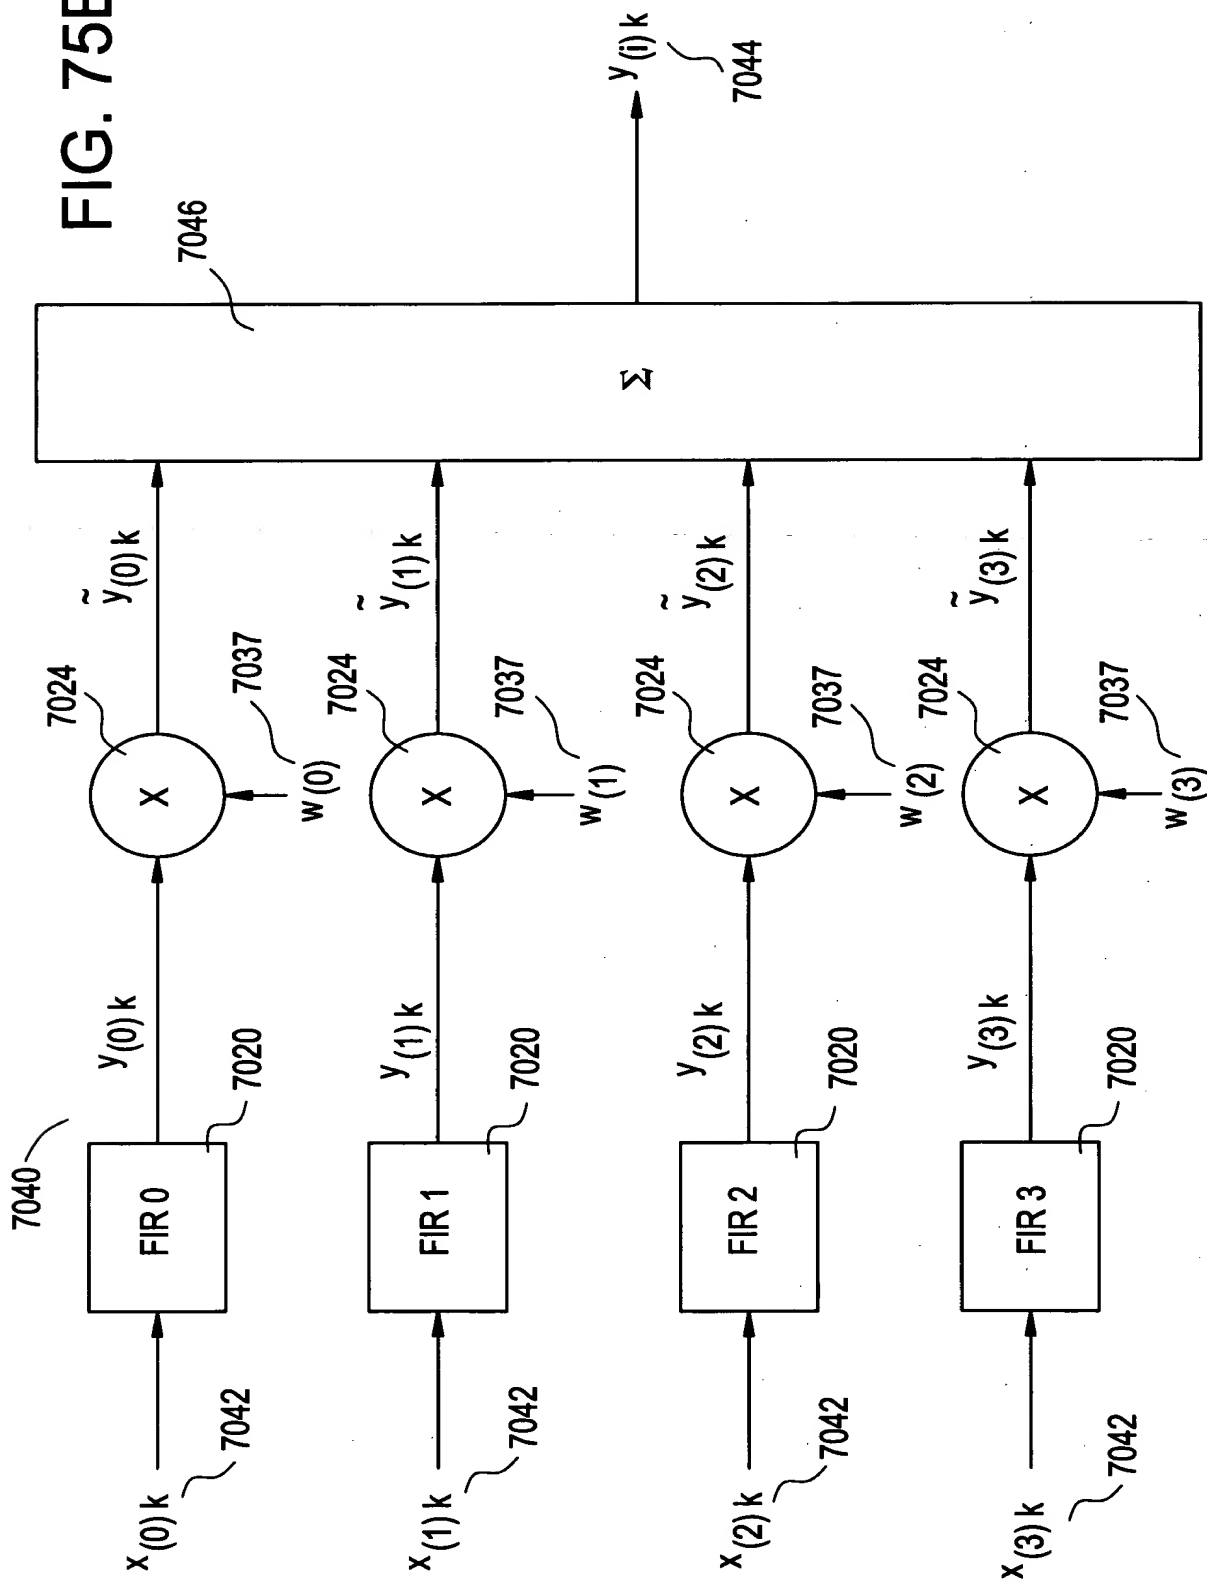 FIG. 75B
7040
x(0)k
7042
FIR 0
7020
y(0)k
X
7024
w(0)
7037
ỹ(0)k
x(1)k
7042
FIR 1
7020
y(1)k
X
7024
w(1)
7037
ỹ(1)k
x(2)k
7042
FIR 2
7020
y(2)k
X
7024
w(2)
7037
ỹ(2)k
x(3)k
7042
FIR 3
7020
y(3)k
X
7024
w(3)
7037
ỹ(3)k
Σ
7046
y(i)k
7044